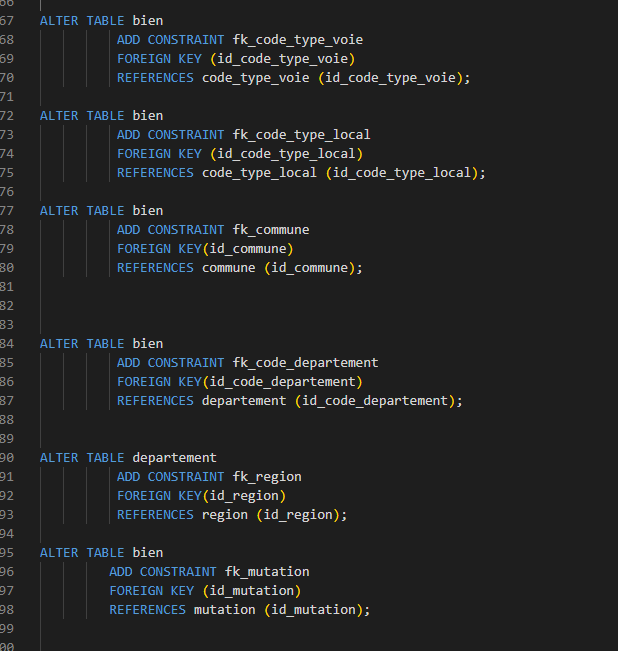 66
67 ALTER TABLE bien
68 ADD CONSTRAINT fk_code_type_voie
69 FOREIGN KEY (id_code_type_voie)
70 REFERENCES code_type_voie (id_code_type_voie);
71
72 ALTER TABLE bien
73 ADD CONSTRAINT fk_code_type_local
74 FOREIGN KEY (id_code_type_local)
75 REFERENCES code_type_local (id_code_type_local);
76
77 ALTER TABLE bien
78 ADD CONSTRAINT fk_commune
79 FOREIGN KEY(id_commune)
80 REFERENCES commune (id_commune);
81
82
83
84 ALTER TABLE bien
85 ADD CONSTRAINT fk_code_departement
86 FOREIGN KEY(id_code_departement)
87 REFERENCES departement (id_code_departement);
88
89
90 ALTER TABLE departement
91 ADD CONSTRAINT fk_region
92 FOREIGN KEY(id_region)
93 REFERENCES region (id_region);
94
95 ALTER TABLE bien
96 ADD CONSTRAINT fk_mutation
97 FOREIGN KEY (id_mutation)
98 REFERENCES mutation (id_mutation);
99
00